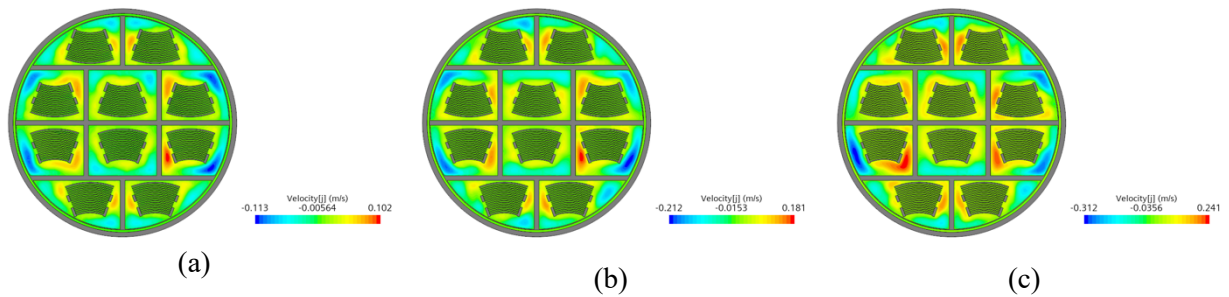 Velocity[j] (m/s)
-0.113 -0.00564 0.102
(a)
Velocity[j] (m/s)
-0.212 -0.0153 0.181
(b)
Velocity[j] (m/s)
-0.312 -0.0356 0.241
(c)